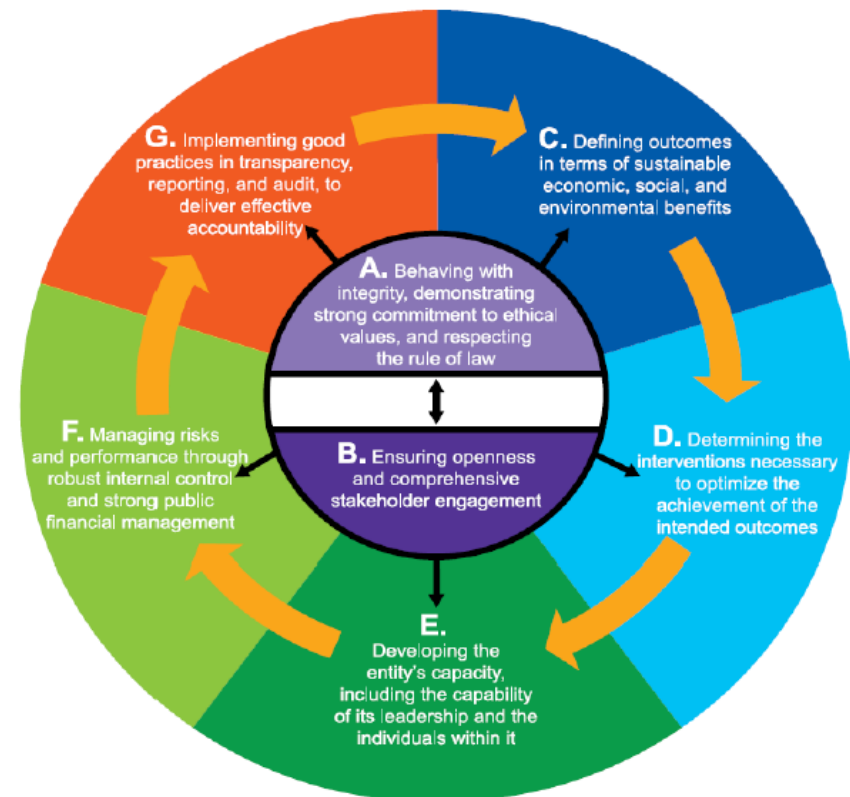 G. Implementing good
practices in transparency,
reporting, and audit, to
deliver effective
accountability
C. Defining outcomes
in terms of sustainable
economic, social, and
environmental benefits
A. Behaving with
integrity, demonstrating
strong commitment to ethical
values, and respecting
the rule of law
F. Managing risks
and performance through
robust internal control
and strong public
financial management
B. Ensuring openness
and comprehensive
stakeholder engagement
D. Determining the
interventions necessary
to optimize the
achievement of the
intended outcomes
E.
Developing the
entity's capacity,
including the capability
of its leadership and the
individuals within it